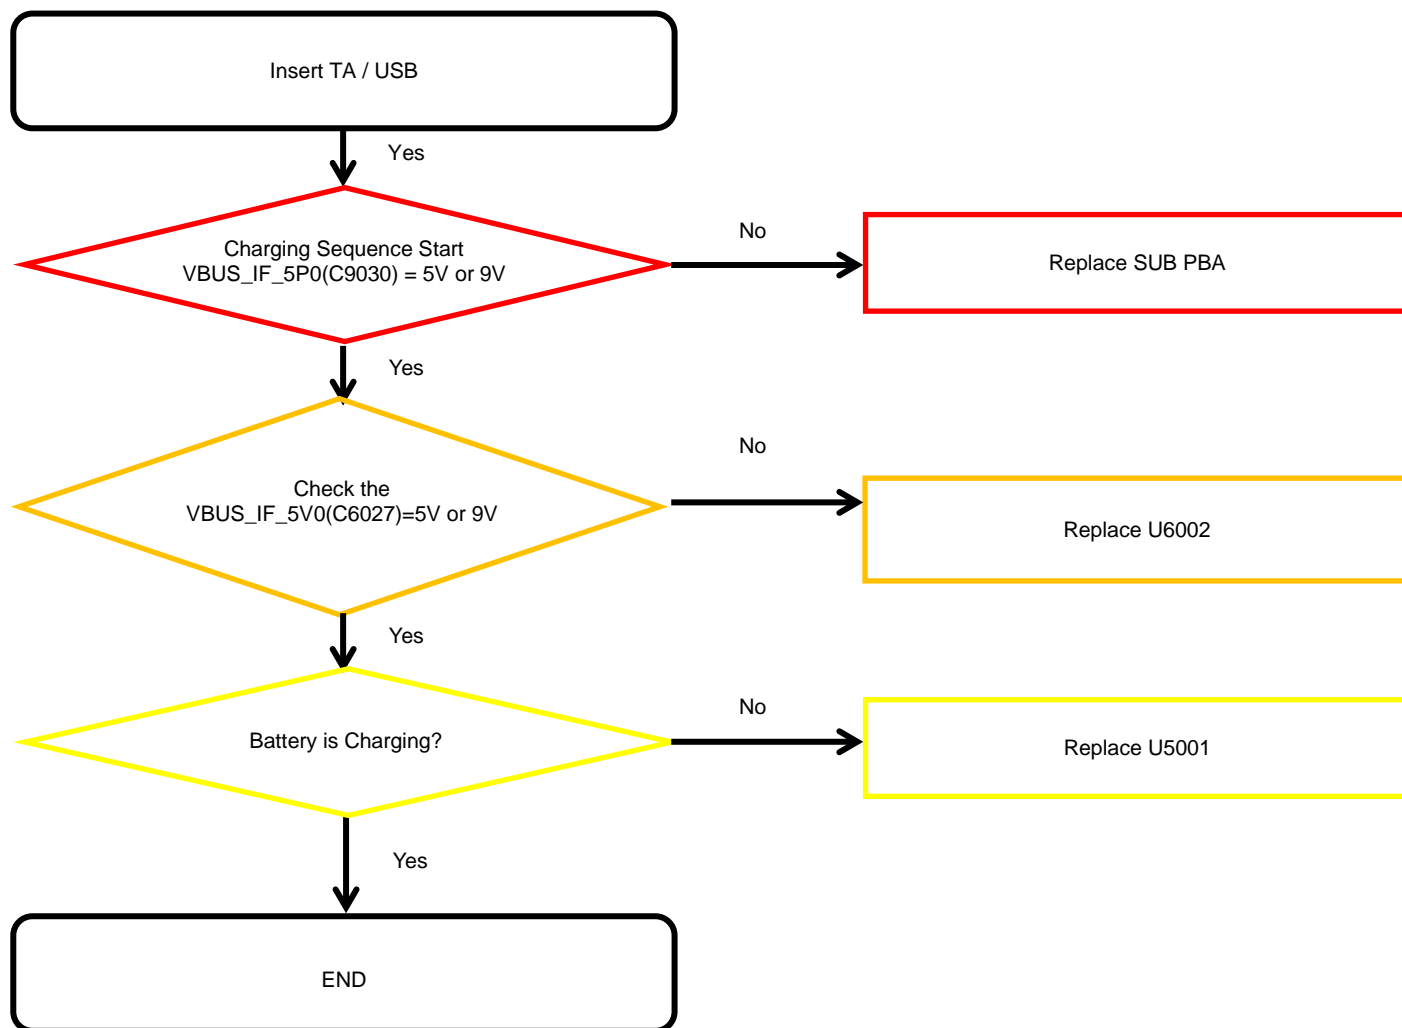 Insert TA / USB
Yes
Charging Sequence Start
VBUS_IF_5P0(C9030) = 5V or 9V
No
Replace SUB PBA
Yes
Check the
VBUS_IF_5V0(C6027)=5V or 9V
No
Replace U6002
Yes
Battery is Charging?
No
Replace U5001
Yes
END